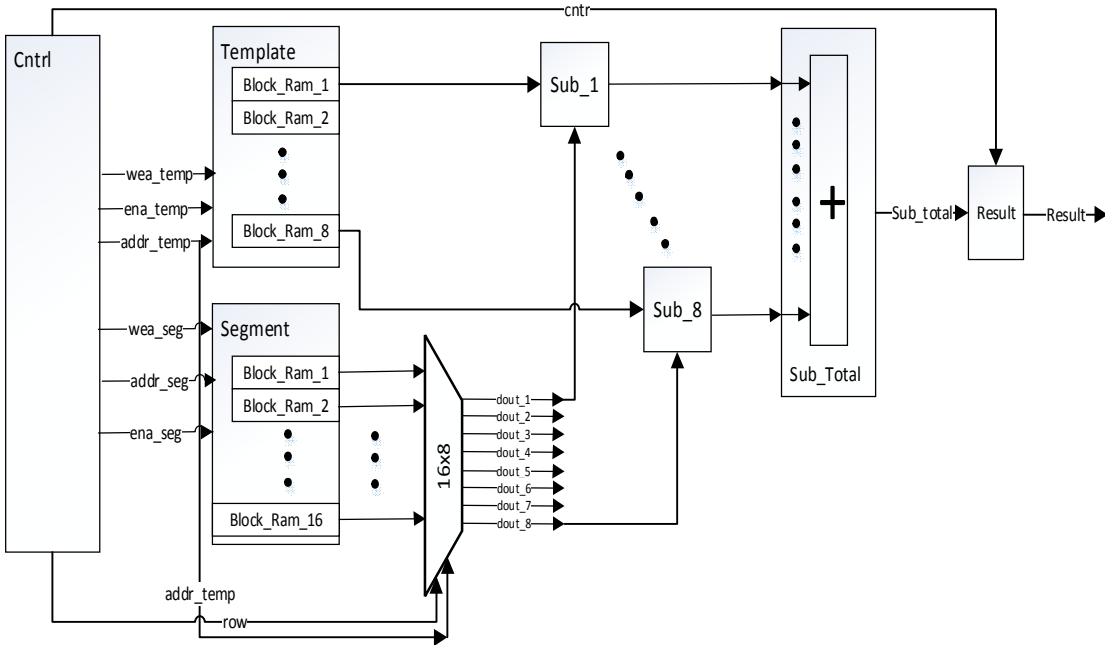 cntr
Cntrl
Template
Block_Ram_1
Block_Ram_2
Block_Ram_8
wea_temp
ena_temp
addr_temp
Sub_1
+
Sub_total
Result
Result
Sub_8
Sub_Total
wea_seg
addr_seg
ena_seg
Segment
Block_Ram_1
Block_Ram_2
Block_Ram_16
16x8
dout_1
dout_2
dout_3
dout_4
dout_5
dout_6
dout_7
dout_8
addr_temp
row